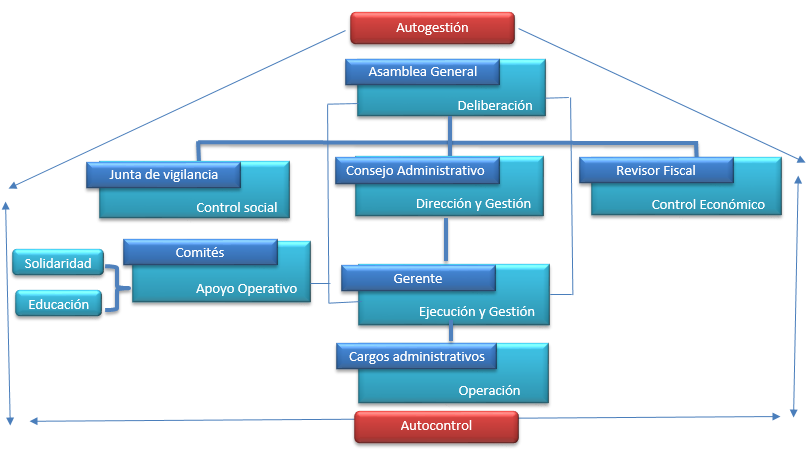 Autogestión
Asamblea General
Deliberación
Junta de vigilancia
Control social
Consejo Administrativo
Dirección y Gestión
Revisor Fiscal
Control Económico
Comités
Apoyo Operativo
Solidaridad
Educación
Gerente
Ejecución y Gestión
Cargos administrativos
Operación
Autocontrol